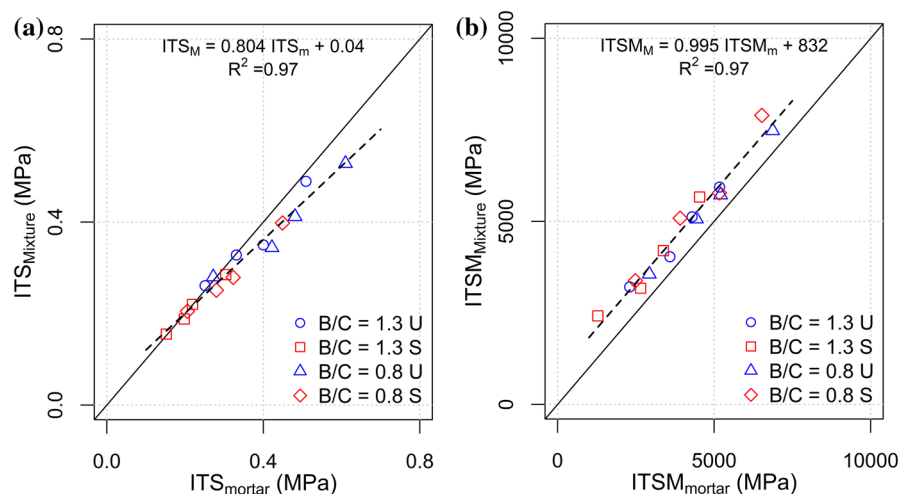 (a)
ITS_M = 0.804 ITS_m + 0.04
R² =0.97
0.8
0.4
0.0
ITS_Mixture (MPa)
B/C = 1.3 U
B/C = 1.3 S
B/C = 0.8 U
B/C = 0.8 S
0.0 0.4 0.8
ITS_mortar (MPa)
(b)
ITSM_M = 0.995 ITSM_m + 832
R² =0.97
10000
5000
0
ITSM_Mixture (MPa)
B/C = 1.3 U
B/C = 1.3 S
B/C = 0.8 U
B/C = 0.8 S
0 5000 10000
ITSM_mortar (MPa)